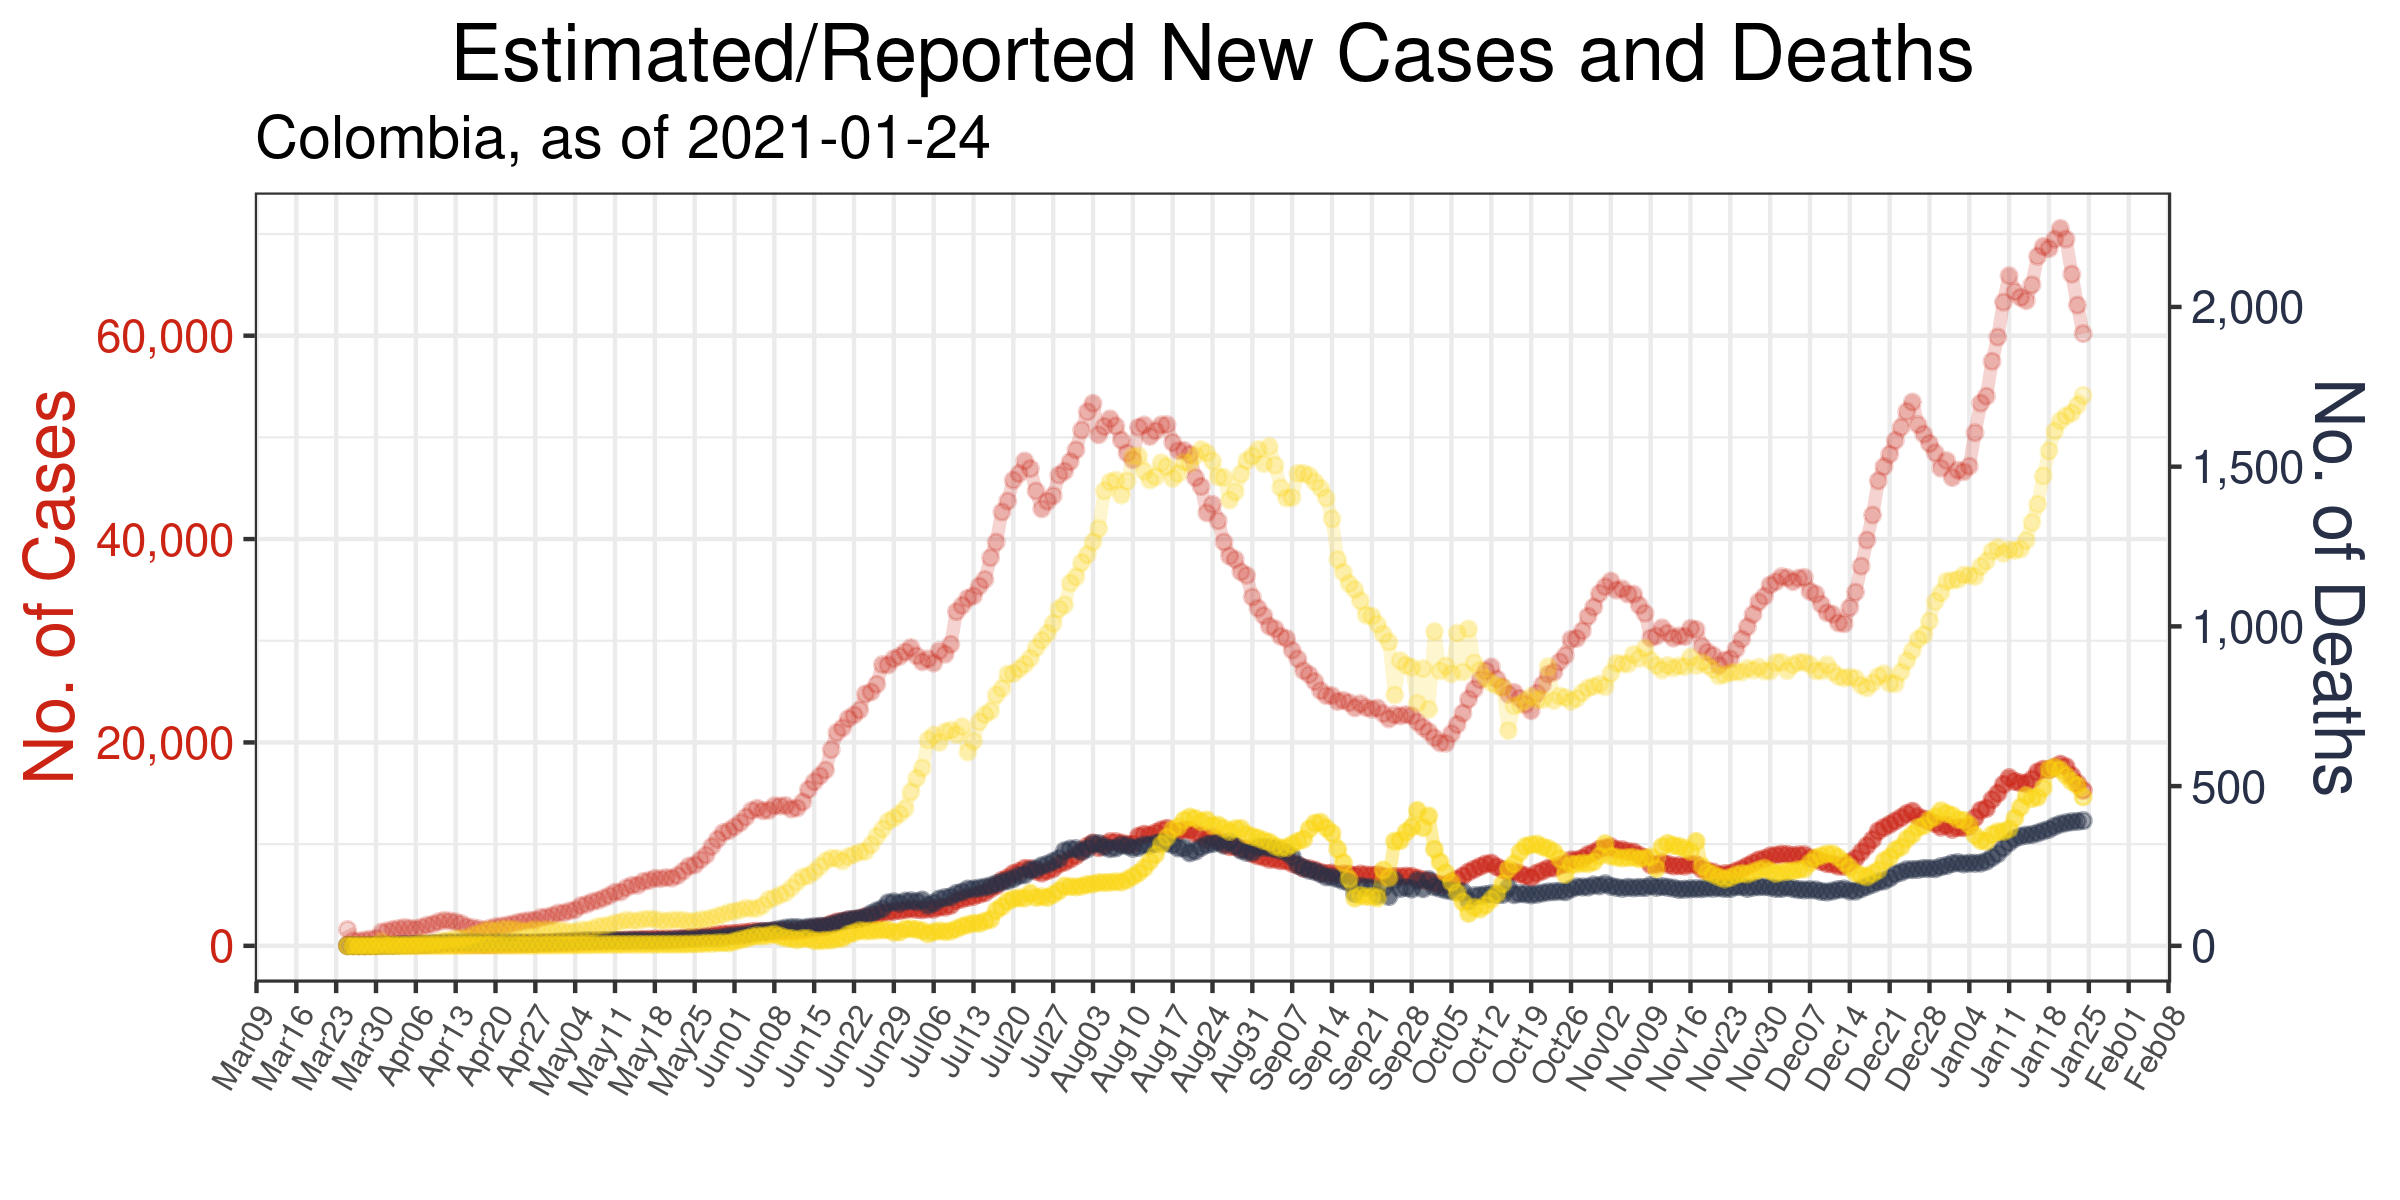 Estimated/Reported New Cases and Deaths
Colombia, as of 2021-01-24
No. of Cases
60,000
40,000
20,000
0
No. of Deaths
2,000
1,500
1,000
500
0
Mar09
Mar16
Mar23
Mar30
Apr06
Apr13
Apr20
Apr27
May04
May11
May18
May25
Jun01
Jun08
Jun15
Jun22
Jun29
Jul06
Jul13
Jul20
Jul27
Aug03
Aug10
Aug17
Aug24
Aug31
Sep07
Sep14
Sep21
Sep28
Oct05
Oct12
Oct19
Oct26
Nov02
Nov09
Nov16
Nov23
Nov30
Dec07
Dec14
Dec21
Dec28
Jan04
Jan11
Jan18
Jan25
Feb01
Feb08